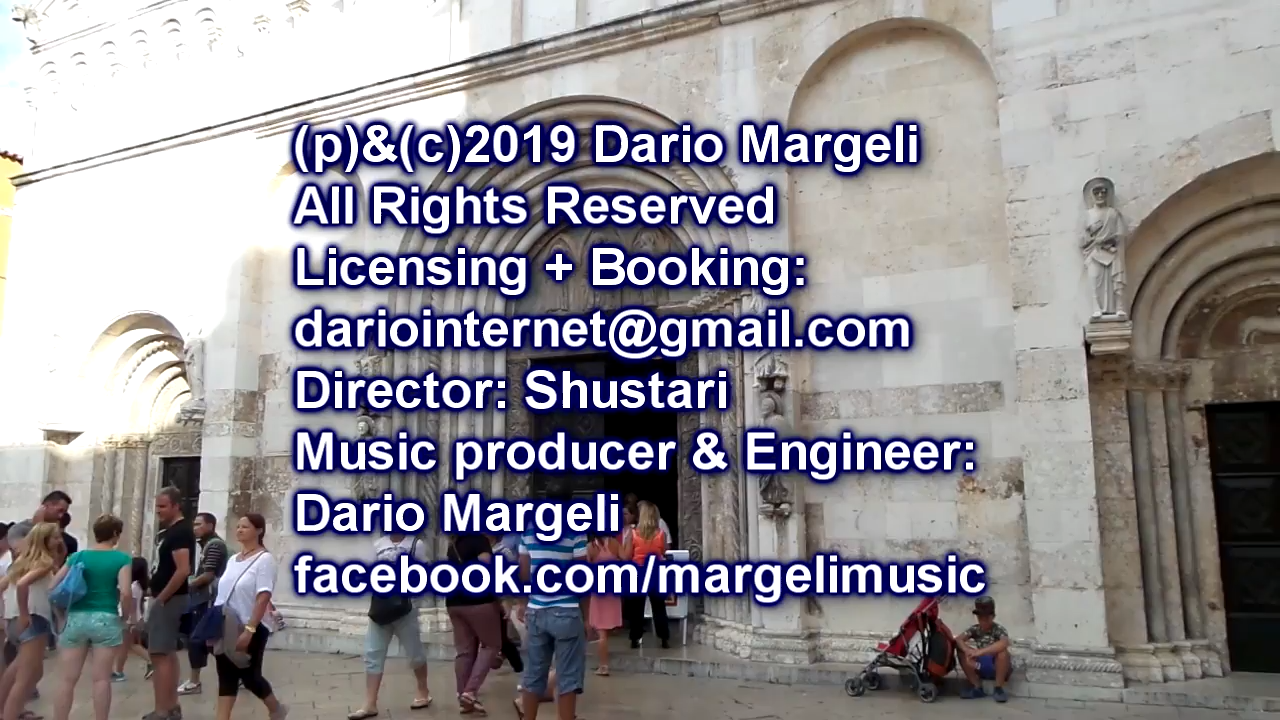 (p)&(c)2019 Dario Margeli
All Rights Reserved
Licensing + Booking:
dariointernet@gmail.com
Director: Shustari
Music producer & Engineer:
Dario Margeli
facebook.com/margelimusic